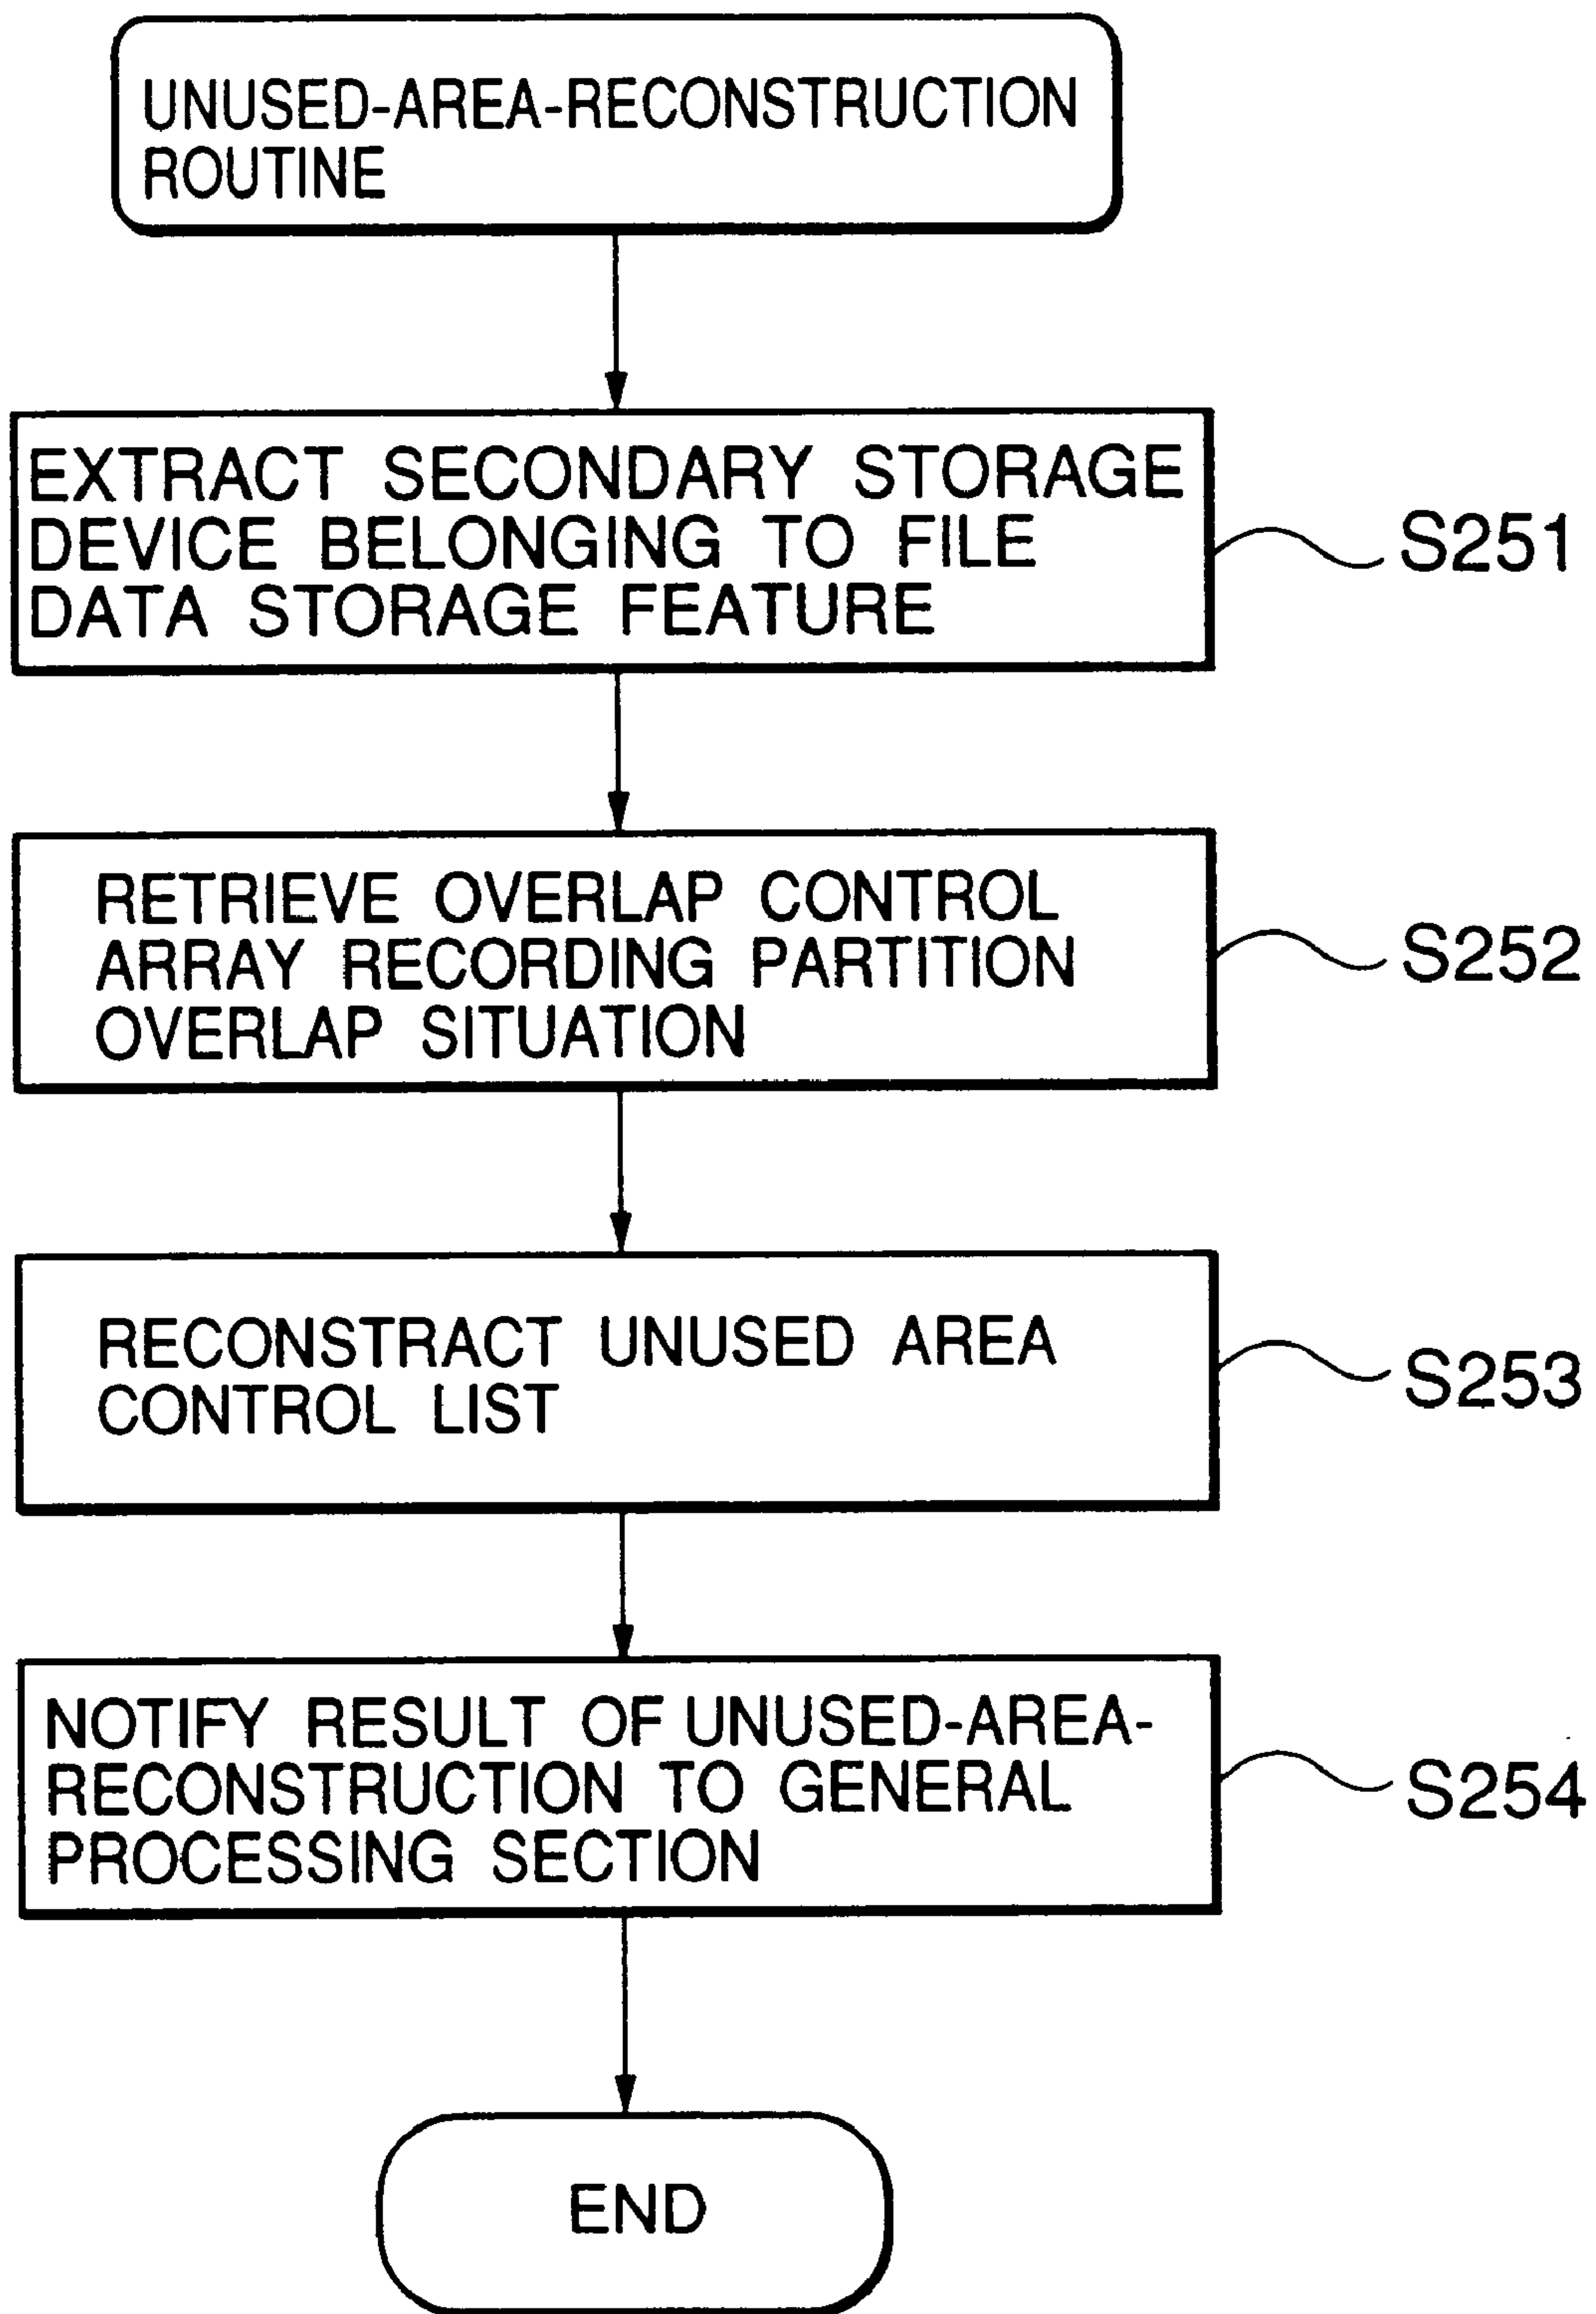 UNUSED-AREA-RECONSTRUCTION
ROUTINE
EXTRACT SECONDARY STORAGE
DEVICE BELONGING TO FILE
DATA STORAGE FEATURE
S251
RETRIEVE OVERLAP CONTROL
ARRAY RECORDING PARTITION
OVERLAP SITUATION
S252
RECONSTRACT UNUSED AREA
CONTROL LIST
S253
NOTIFY RESULT OF UNUSED-AREA-
RECONSTRUCTION TO GENERAL
PROCESSING SECTION
S254
END